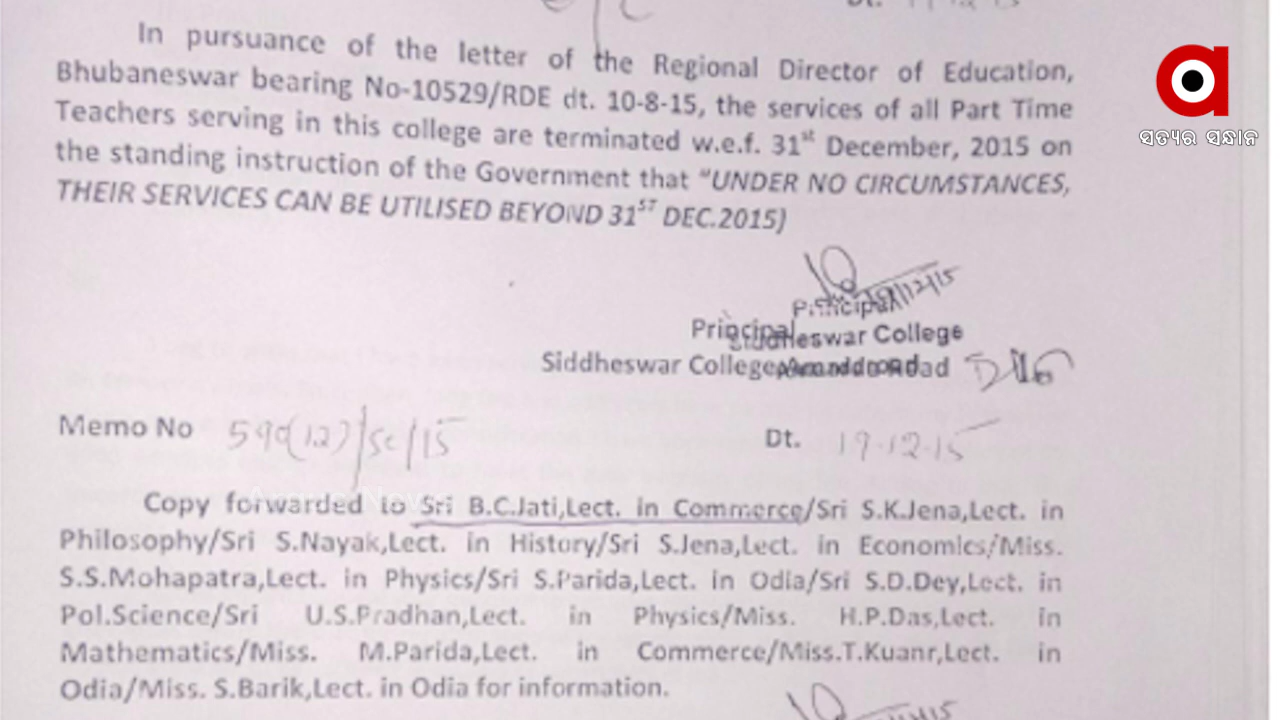 In pursuance of the letter of the Regional Director of Education,
Bhubaneswar bearing No-10529/RDE dt. 10-8-15, the services of all Part Time
Teachers serving in this college are terminated w.e.f. 31st December, 2015 on
the standing instruction of the Government that “UNDER NO CIRCUMSTANCES,
THEIR SERVICES CAN BE UTILISED BEYOND 31ST DEC.2015)
ସତ୍ୟର ସନ୍ଧାନ
Principal
Siddheswar College
Principal
Siddheswar College
Memo No 590(12)/SC/15 Dt. 19.12.15
Argus News
Copy forwarded to Sri B.C.Jati,Lect. in Commerce/Sri S.K.Jena,Lect. in
Philosophy/Sri S.Nayak,Lect. in History/Sri S.Jena,Lect. in Economics/Miss.
S.S.Mohapatra,Lect. in Physics/Sri S.Parida,Lect. in Odia/Sri S.D.Dey,Lect. in
Pol.Science/Sri U.S.Pradhan,Lect. in Physics/Miss. H.P.Das,Lect. in
Mathematics/Miss. M.Parida,Lect. in Commerce/Miss.T.Kuanr,Lect. in
Odia/Miss. S.Barik,Lect. in Odia for information.